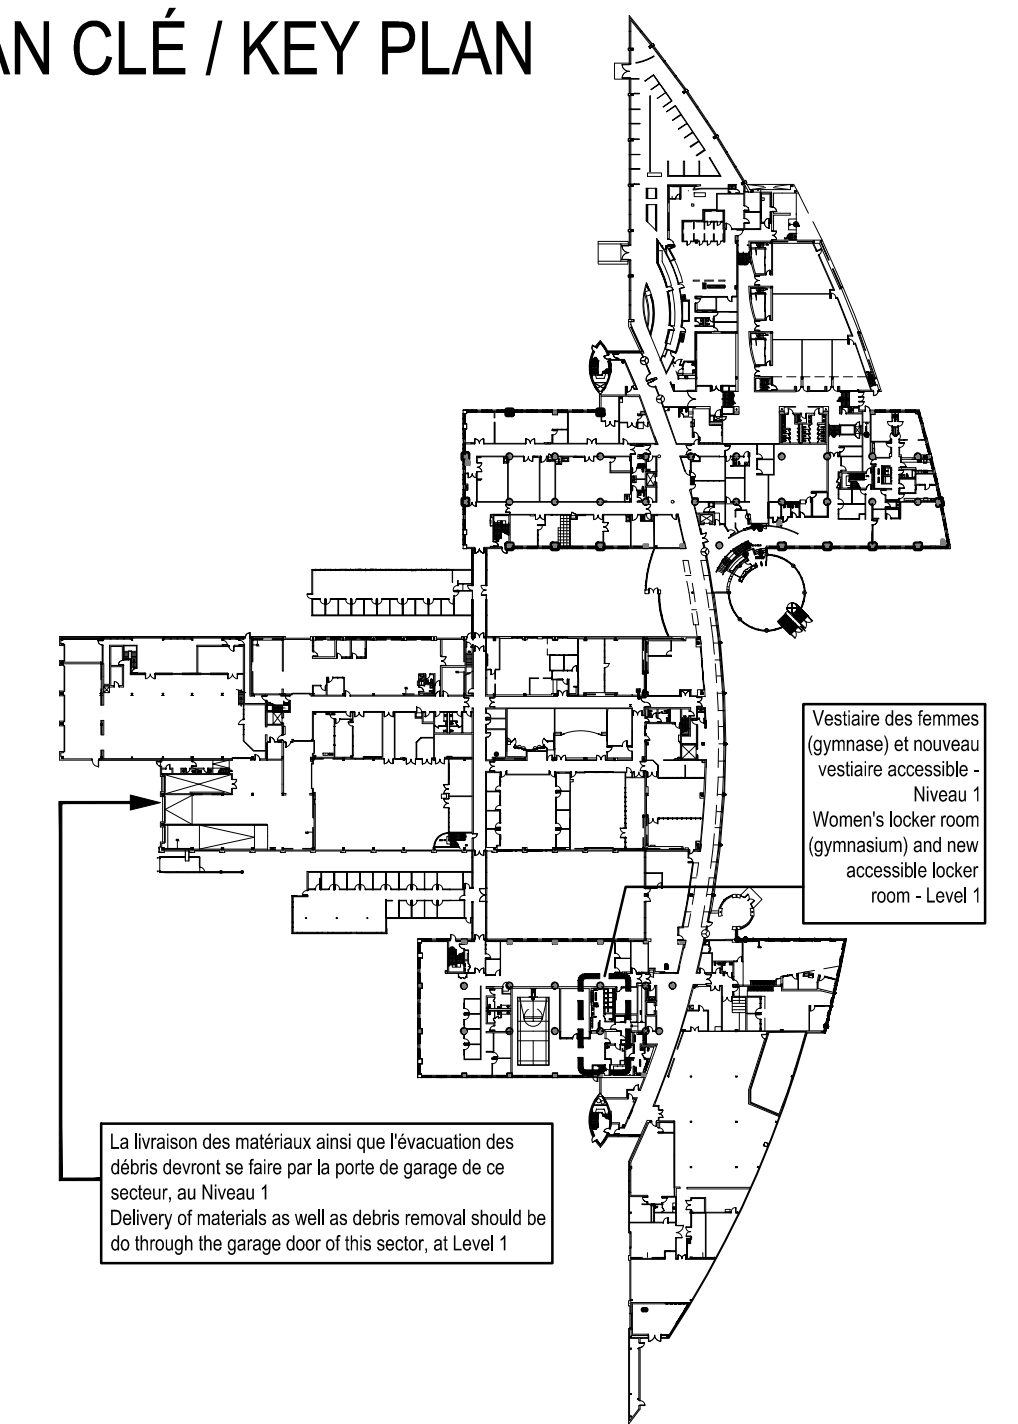 AN CLÉ / KEY PLAN
Vestiaire des femmes
(gymnase) et nouveau
vestiaire accessible -
Niveau 1
Women's locker room
(gymnasium) and new
accessible locker
room - Level 1
La livraison des matériaux ainsi que l'évacuation des
débris devront se faire par la porte de garage de ce
secteur, au Niveau 1
Delivery of materials as well as debris removal should be
do through the garage door of this sector, at Level 1